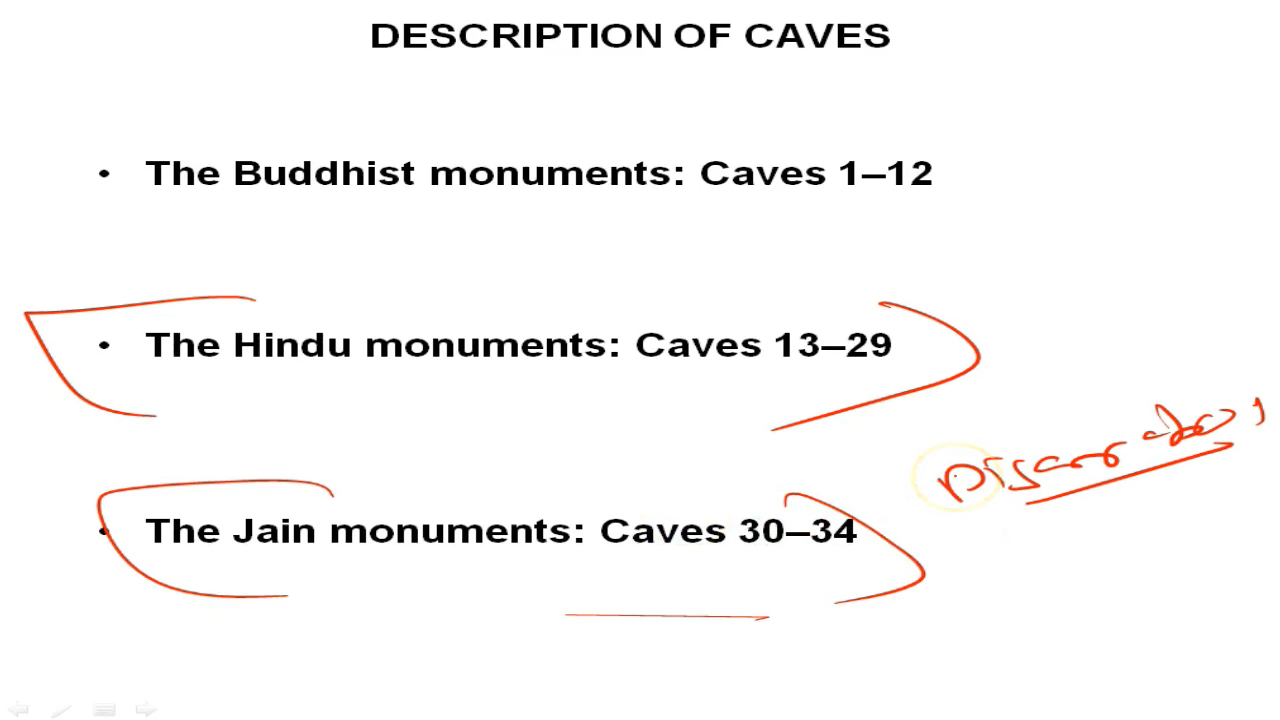 DESCRIPTION OF CAVES
• The Buddhist monuments: Caves 1–12
• The Hindu monuments: Caves 13–29
• The Jain monuments: Caves 30–34